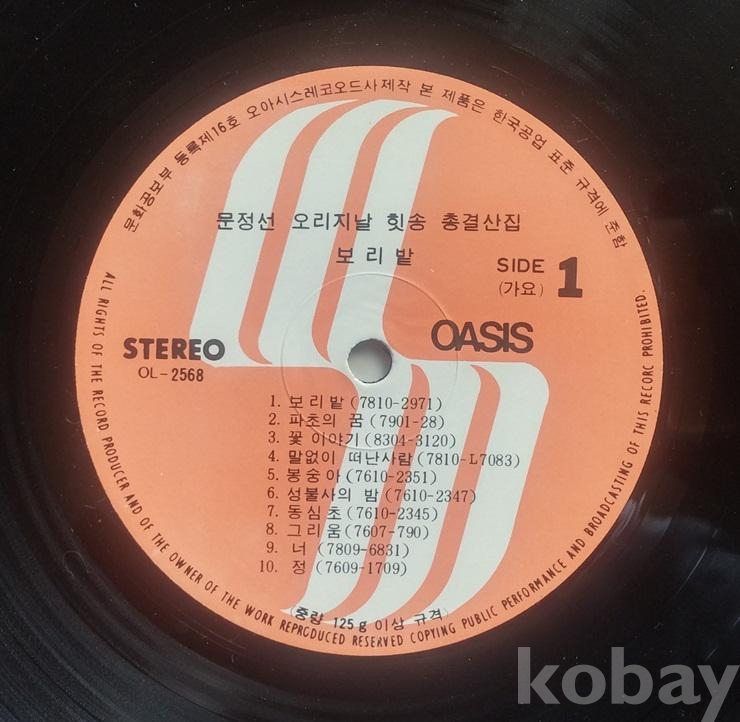 문화공보부 등록제16호 오아시스레코오드사제작 본 제품은 한국공업 표준 규격에 준함
문정선 오리지날 힛송 총결산집
보리밭
SIDE 1
(가요)
STEREO
OASIS
OL-2568
1. 보리밭(7810-2971)
2. 파초의 꿈(7901-28)
3. 꽃 이야기(8304-3120)
4. 말없이 떠난사람(7810-L7083)
5. 봉숭아(7610-2351)
6. 성불사의 밤(7610-2347)
7. 동심초(7610-2345)
8. 그리움(7607-790)
9. 너 (7809-6831)
10. 정(7609-1709)
(중량 125g 이상 규격)
ALL RIGHTS OF THE RECORD PRODUCER AND OF THE OWNER OF THE WORK REPRCDUCED RESERVED COPYING PUBLIC PERFORMANCE AND BROADCASTING OF THIS RECORC PROHIBITED.
kobay